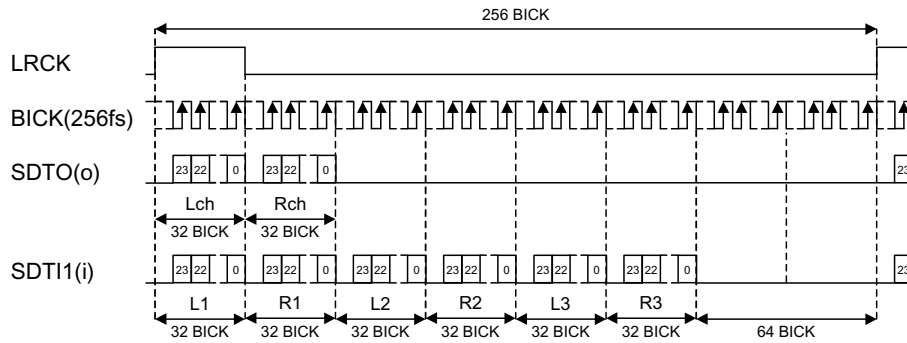 256 BICK
LRCK
BICK(256fs)
SDTO(o) 23 22 0 23 22 0 23
Lch Rch
32 BICK 32 BICK
SDTI1(i) 23 22 0 23 22 0 23 22 0 23 22 0 23 22 0 23 22 0 23
L1 R1 L2 R2 L3 R3
32 BICK 32 BICK 32 BICK 32 BICK 32 BICK 32 BICK 64 BICK